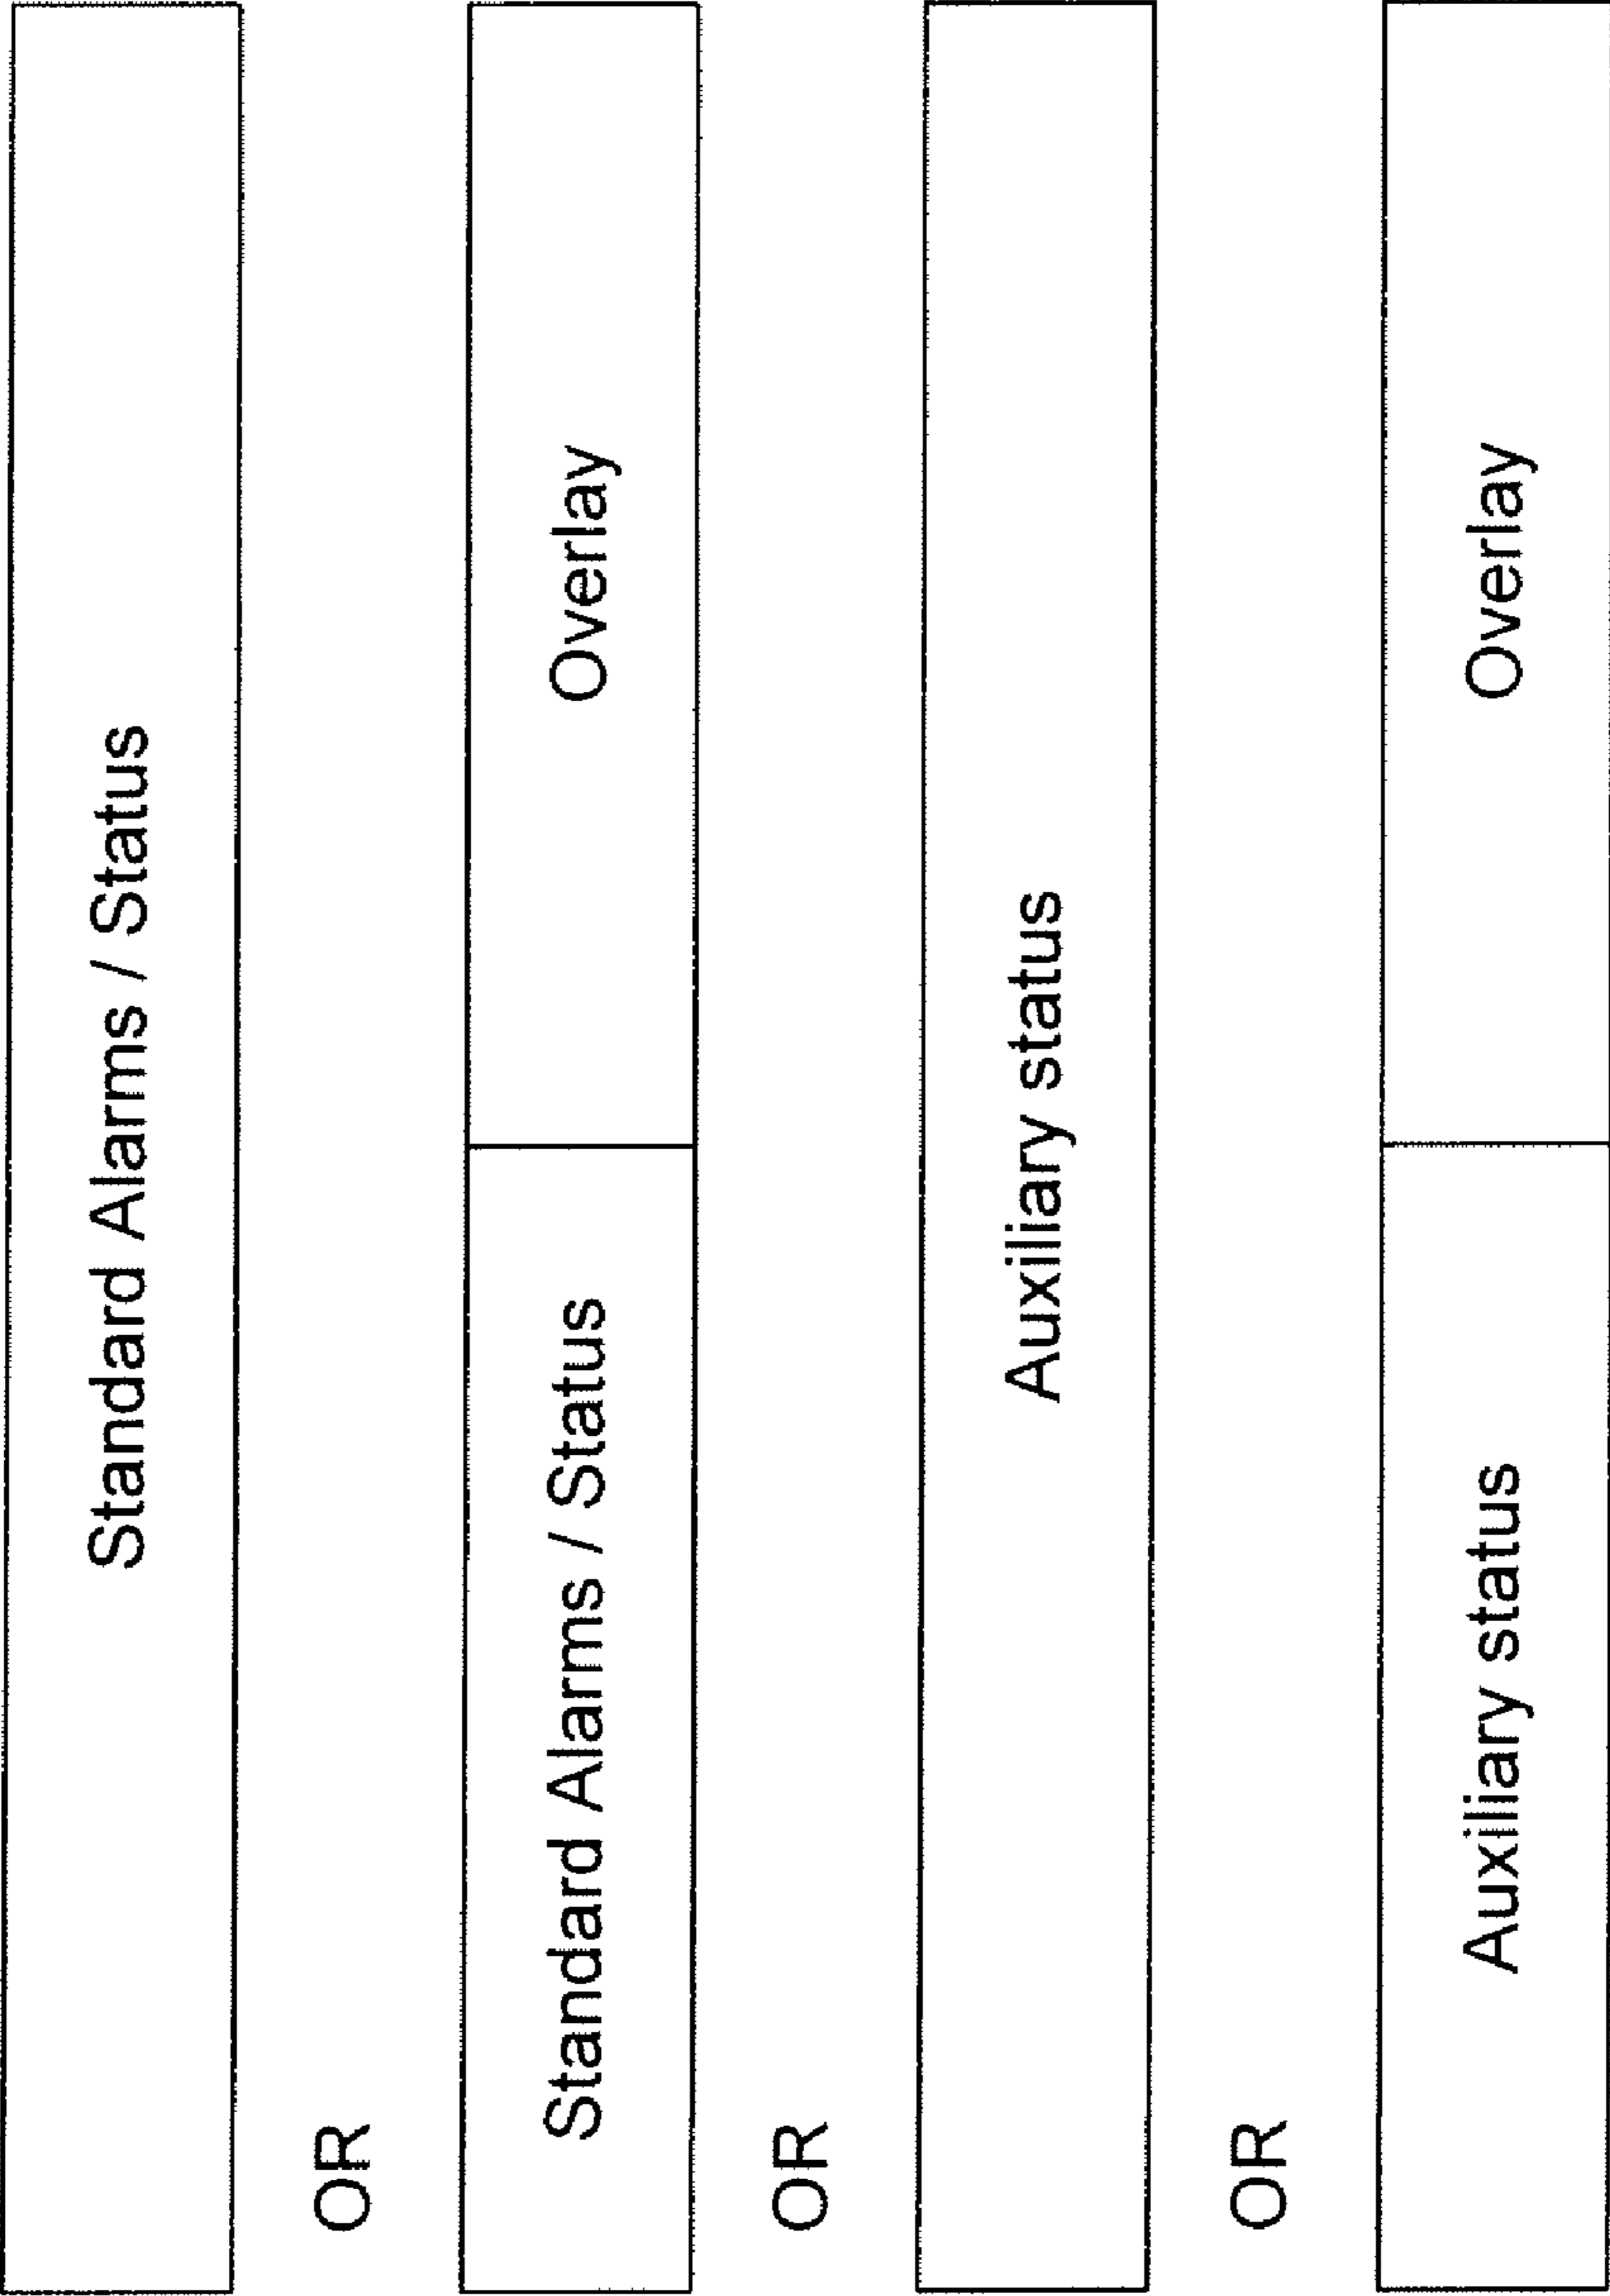 Standard Alarms / Status
OR
Standard Alarms / Status
Overlay
OR
Auxiliary status
OR
Auxiliary status
Overlay